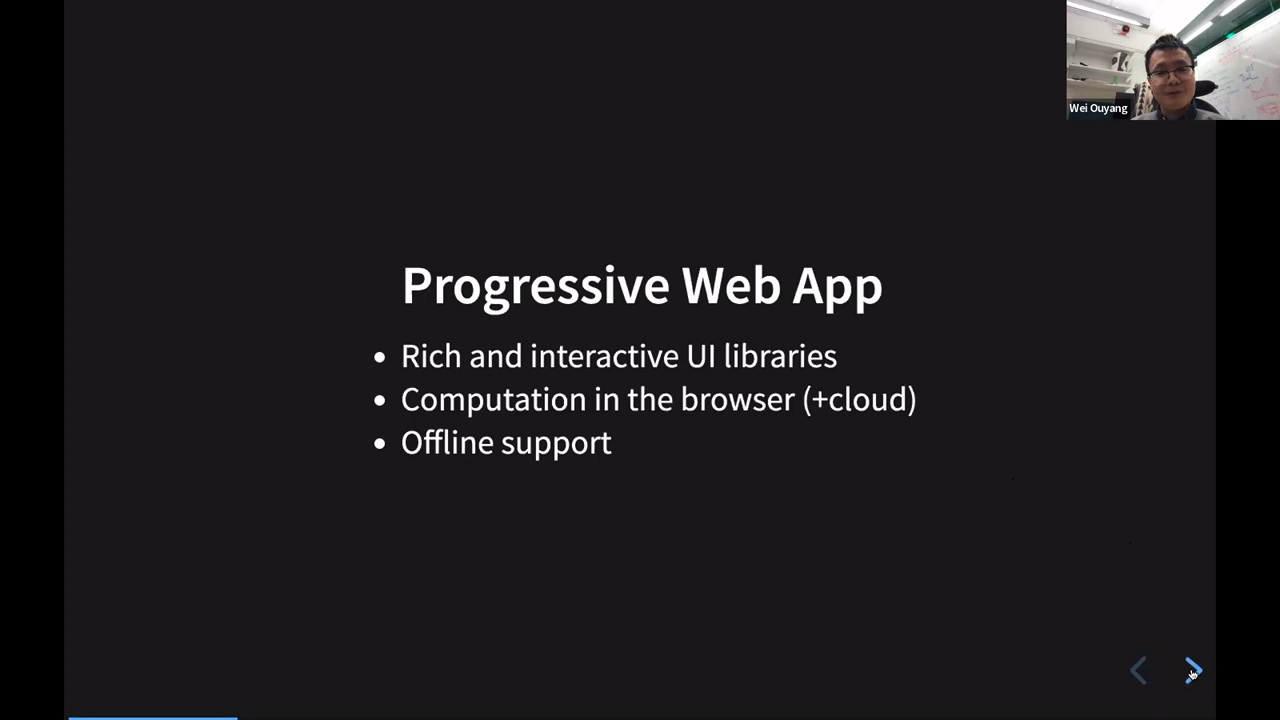 Wei Ouyang
Progressive Web App
Rich and interactive UI libraries
Computation in the browser (+cloud)
Offline support